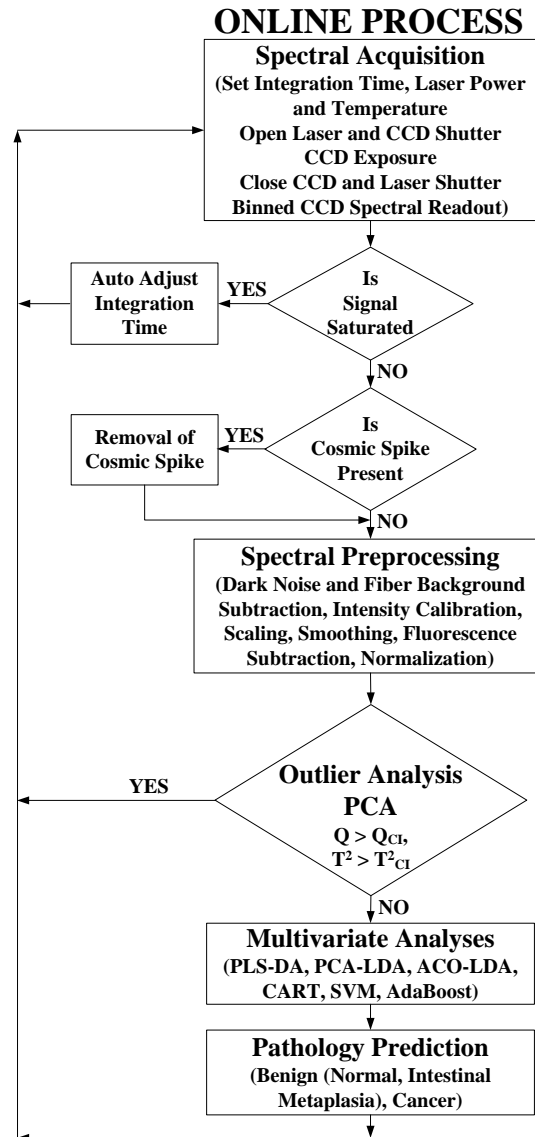 ONLINE PROCESS
Spectral Acquisition
(Set Integration Time, Laser Power
and Temperature
Open Laser and CCD Shutter
CCD Exposure
Close CCD and Laser Shutter
Binned CCD Spectral Readout)
Auto Adjust
Integration
Time
YES
Is
Signal
Saturated
NO
Removal of
Cosmic Spike
YES
Is
Cosmic Spike
Present
NO
Spectral Preprocessing
(Dark Noise and Fiber Background
Subtraction, Intensity Calibration,
Scaling, Smoothing, Fluorescence
Subtraction, Normalization)
YES
Outlier Analysis
PCA
Q > QCI,
T² > T²CI
NO
Multivariate Analyses
(PLS-DA, PCA-LDA, ACO-LDA,
CART, SVM, AdaBoost)
Pathology Prediction
(Benign (Normal, Intestinal
Metaplasia), Cancer)